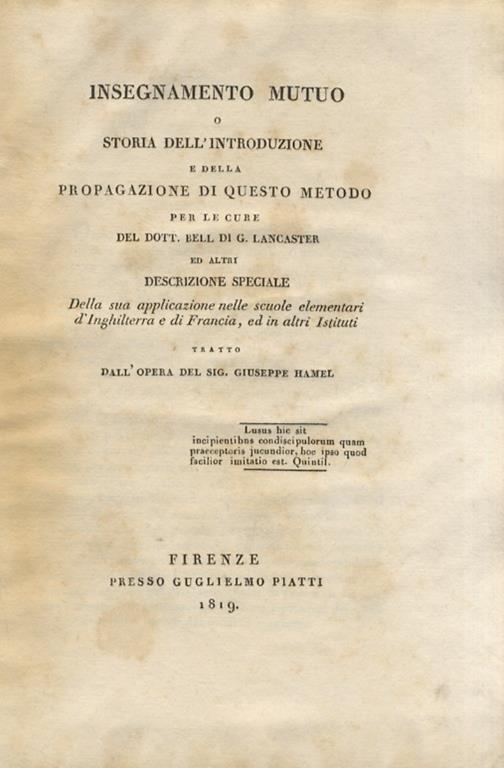 INSEGNAMENTO MUTUO
O
STORIA DELL'INTRODUZIONE
E DELLA
PROPAGAZIONE DI QUESTO METODO
PER LE CURE
DEL DOTT. BELL DI G. LANCASTER
ED ALTRI
DESCRIZIONE SPECIALE
Della sua applicazione nelle scuole elementari
d'Inghilterra e di Francia, ed in altri Istituti
TRATTO
DALL'OPERA DEL SIG. GIUSEPPE HAMEL
Lusus hic sit
incipientibus condiscipulorum quam
praeceptoris jucundior, hoc ipso quod
facilior imitatio est. Quintil.
FIRENZE
PRESSO GUGLIELMO PIATTI
1819.